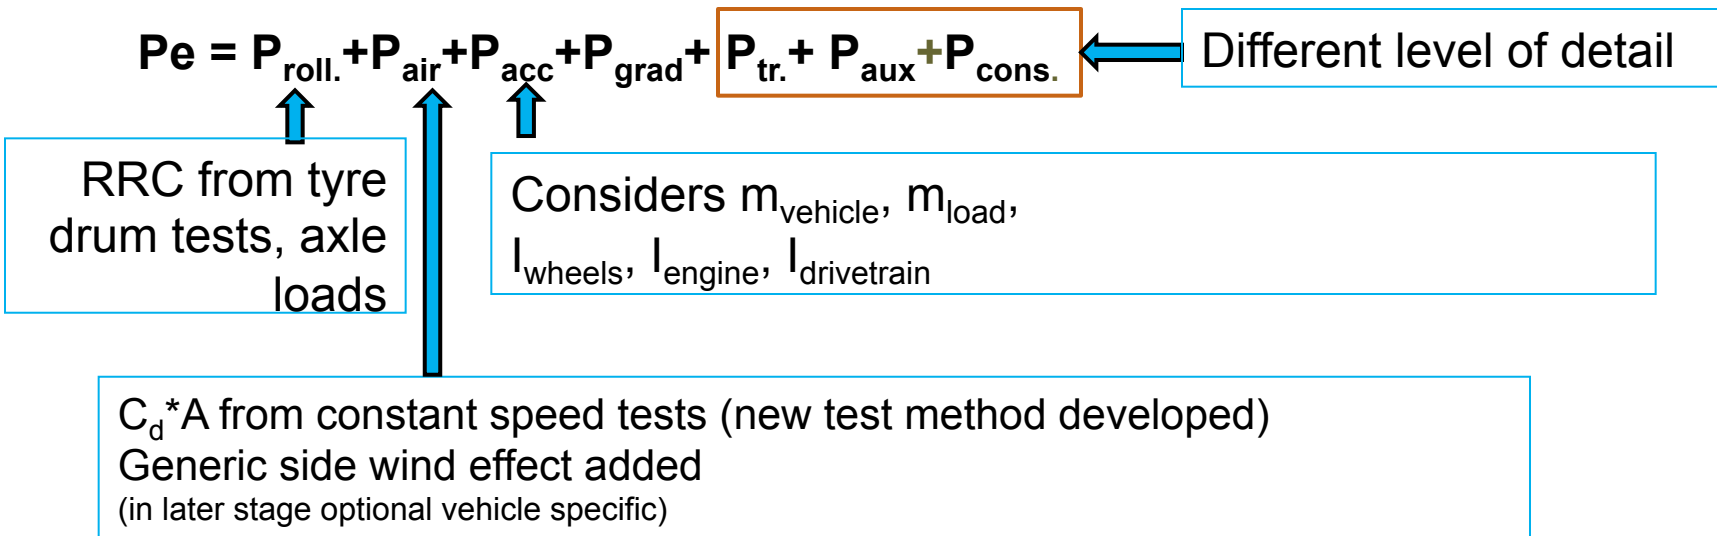 Pe = Proll.+Pair+Pacc+Pgrad+ Ptr.+ Paux+Pcons.
Different level of detail
RRC from tyre
drum tests, axle
loads
Considers mvehicle, mload,
Iwheels, Iengine, Idrivetrain
Cd*A from constant speed tests (new test method developed)
Generic side wind effect added
(in later stage optional vehicle specific)